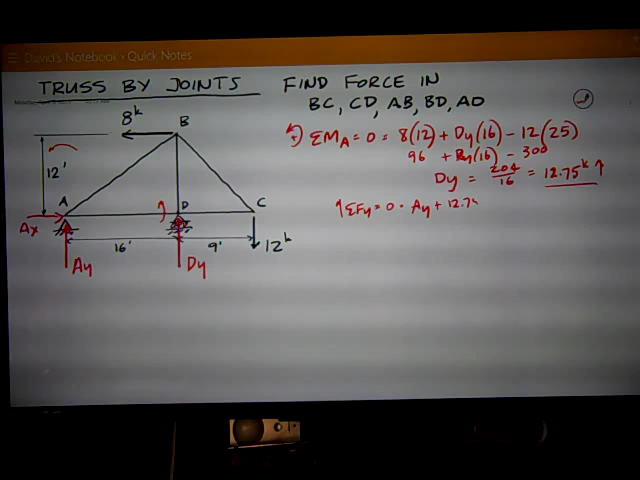 David's Notebook › Quick Notes
TRUSS BY JOINTS
FIND FORCE IN
BC, CD, AB, BD, AD
8k
B
ΣMA = 0 = 8(12) + Dy(16) - 12(25)
96 + Dy(16) - 300
Dy = 204/16 = 12.75k ↑
↑ΣFy = 0 = Ay + 12.7
12'
A
D
C
Ax
16'
9'
12k
Ay
Dy